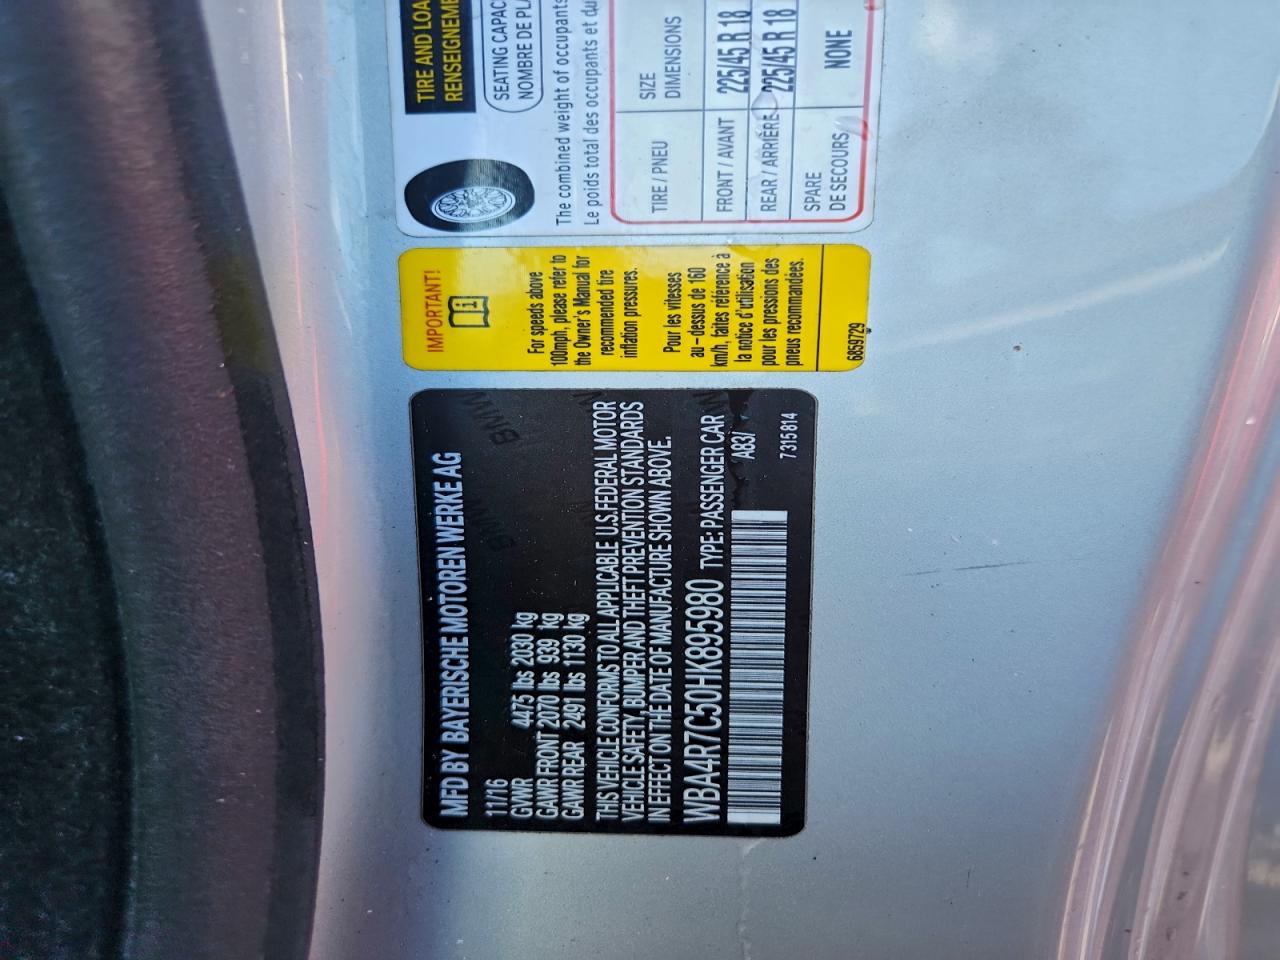 MFD BY BAYERISCHE MOTOREN WERKE AG
11/16
GVWR 4475 lbs 2030 kg
GAWR FRONT 2070 lbs 939 kg
GAWR REAR 2491 lbs 1130 kg
THIS VEHICLE CONFORMS TO ALL APPLICABLE U.S. FEDERAL MOTOR
VEHICLE SAFETY, BUMPER AND THEFT PREVENTION STANDARDS
IN EFFECT ON THE DATE OF MANUFACTURE SHOWN ABOVE.
WBA4R7C50HK895980 TYPE: PASSENGER CAR
A83/
7 315 814
IMPORTANT!
For speeds above
100mph, please refer to
the Owner's Manual for
recommended tire
inflation pressures.
Pour les vitesses
au-dessus de 160
km/h, faites référence à
la notice d'utilisation
pour les pressions des
pneus recommandées.
6859729
TIRE AND LOA
RENSEIGNEME
SEATING CAPAC
NOMBRE DE PL
The combined weight of occupants
Le poids total des occupants et du
TIRE / PNEU SIZE
DIMENSIONS
FRONT / AVANT 225/45 R 18
REAR / ARRIÈRE 225/45 R 18
SPARE
DE SECOURS NONE